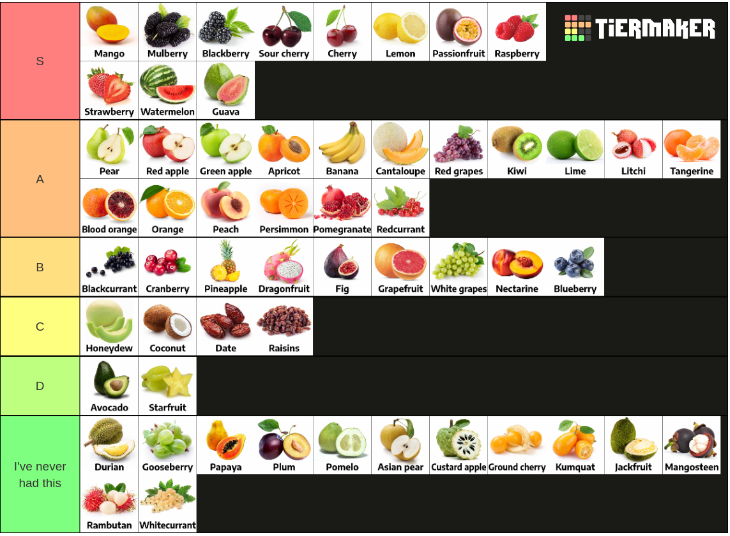 S
Mango Mulberry Blackberry Sour cherry Cherry Lemon Passionfruit Raspberry
TIERMAKER
Strawberry Watermelon Guava
A
Pear Red apple Green apple Apricot Banana Cantaloupe Red grapes Kiwi Lime Litchi Tangerine
Blood orange Orange Peach Persimmon Pomegranate Redcurrant
B
Blackcurrant Cranberry Pineapple Dragonfruit Fig Grapefruit White grapes Nectarine Blueberry
C
Honeydew Coconut Date Raisins
D
Avocado Starfruit
I've never
had this
Durian Gooseberry Papaya Plum Pomelo Asian pear Custard apple Ground cherry Kumquat Jackfruit Mangosteen
Rambutan Whitecurrant